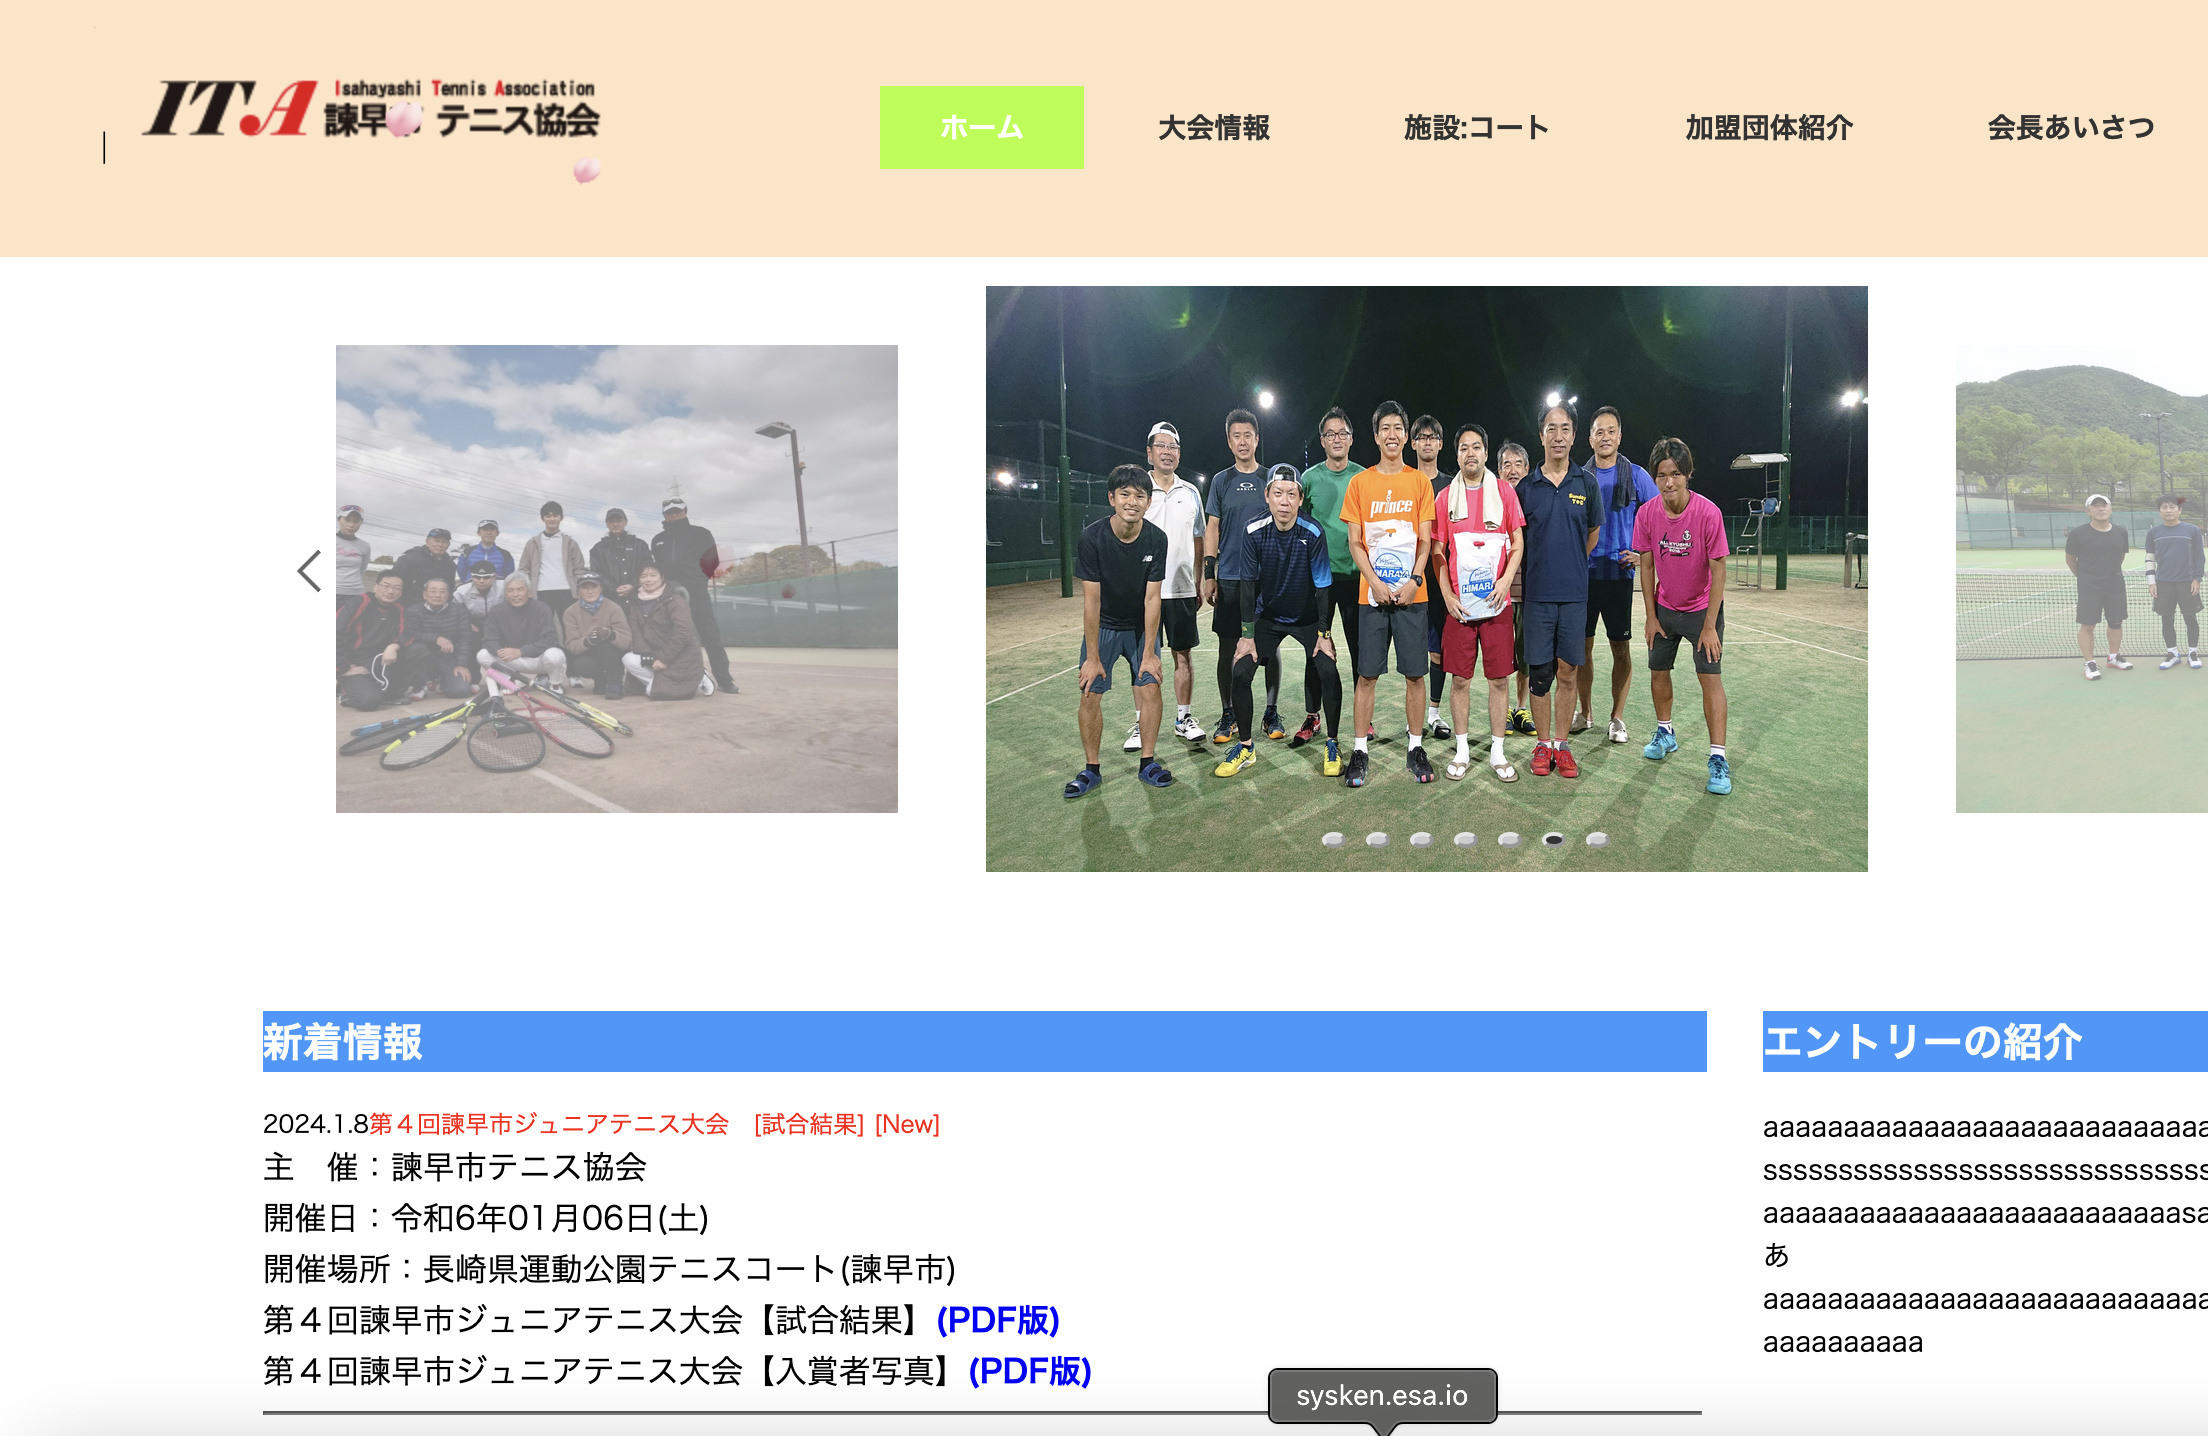 Isahayashi Tennis Association
ITA 諫早 テニス協会
ホーム 大会情報 施設:コート 加盟団体紹介 会長あいさつ
prince
新着情報
2024.1.8第４回諫早市ジュニアテニス大会　[試合結果] [New]
主　催：諫早市テニス協会
開催日：令和6年01月06日(土)
開催場所：長崎県運動公園テニスコート(諫早市)
第４回諫早市ジュニアテニス大会【試合結果】(PDF版)
第４回諫早市ジュニアテニス大会【入賞者写真】(PDF版)
エントリーの紹介
あ
aaaaaaaaaa
sysken.esa.io